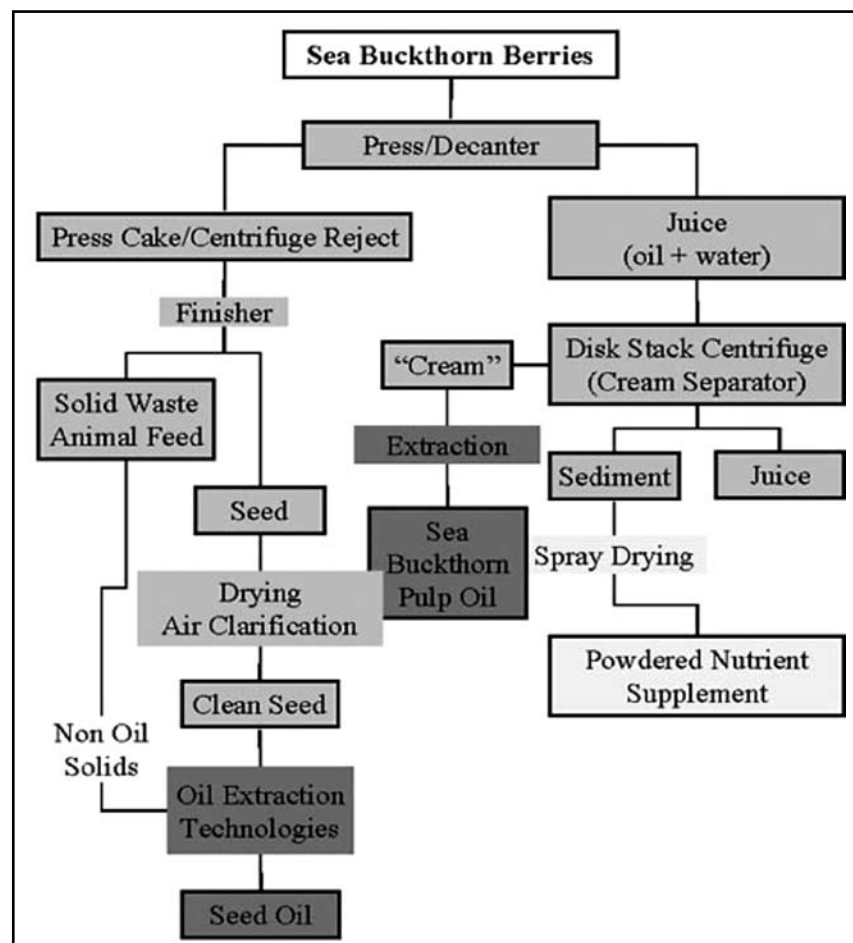 Sea Buckthorn Berries
Press/Decanter
Press Cake/Centrifuge Reject
Juice
(oil + water)
Finisher
Disk Stack Centrifuge
(Cream Separator)
“Cream”
Solid Waste
Animal Feed
Extraction
Sediment
Juice
Seed
Sea
Buckthorn
Pulp Oil
Spray Drying
Drying
Air Clarification
Powdered Nutrient
Supplement
Clean Seed
Non Oil
Solids
Oil Extraction
Technologies
Seed Oil